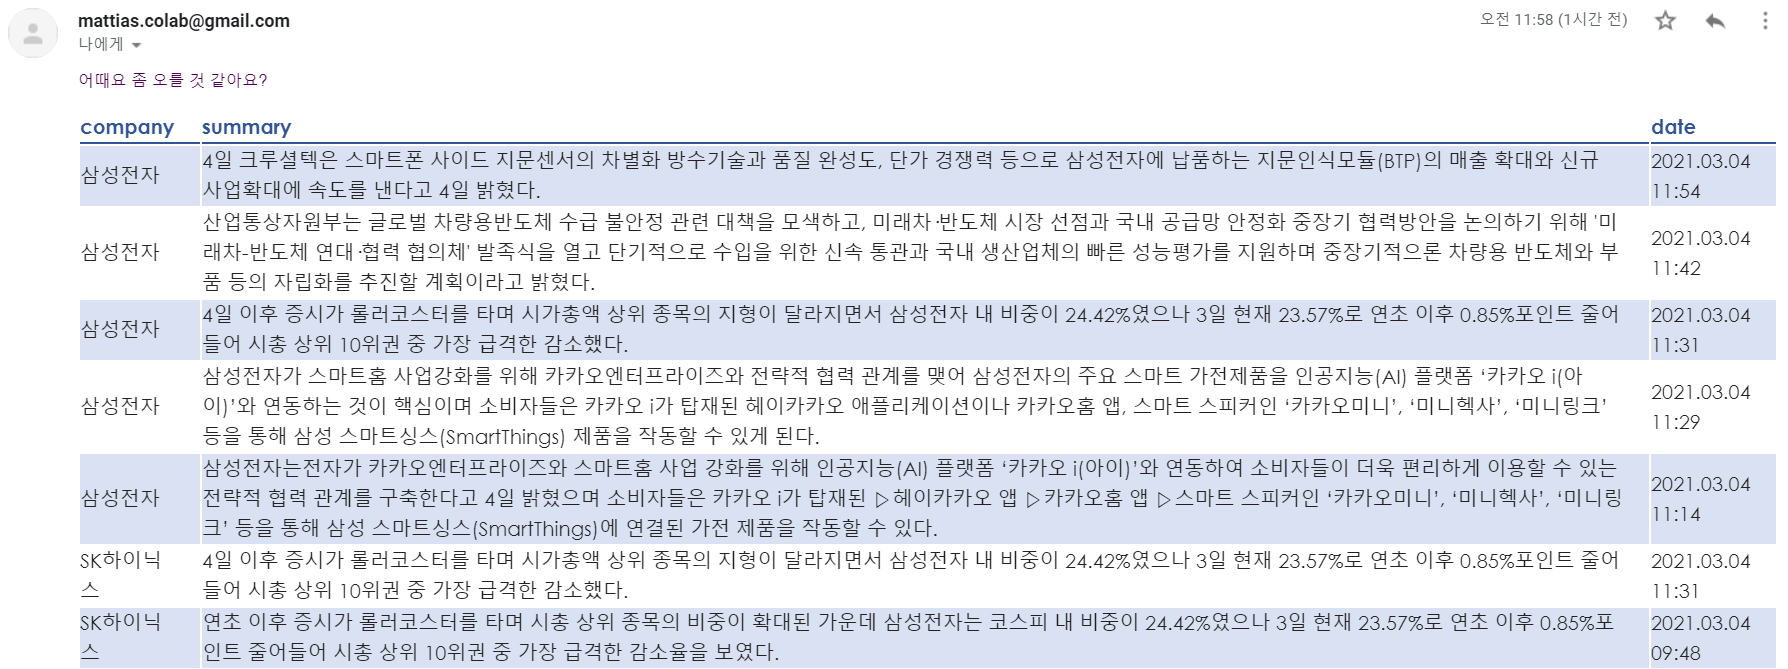 mattias.colab@gmail.com
오전 11:58 (1시간 전)
나에게
어때요 좀 오를 것 같아요?
company summary date
삼성전자
4일 크루셜텍은 스마트폰 사이드 지문센서의 차별화 방수기술과 품질 완성도, 단가 경쟁력 등으로 삼성전자에 납품하는 지문인식모듈(BTP)의 매출 확대와 신규
사업확대에 속도를 낸다고 4일 밝혔다.
2021.03.04
11:54
삼성전자
산업통상자원부는 글로벌 차량용반도체 수급 불안정 관련 대책을 모색하고, 미래차·반도체 시장 선점과 국내 공급망 안정화 중장기 협력방안을 논의하기 위해 '미
래차-반도체 연대·협력 협의체' 발족식을 열고 단기적으로 수입을 위한 신속 통관과 국내 생산업체의 빠른 성능평가를 지원하며 중장기적으론 차량용 반도체와 부
품 등의 자립화를 추진할 계획이라고 밝혔다.
2021.03.04
11:42
삼성전자
4일 이후 증시가 롤러코스터를 타며 시가총액 상위 종목의 지형이 달라지면서 삼성전자 내 비중이 24.42%였으나 3일 현재 23.57%로 연초 이후 0.85%포인트 줄어
들어 시총 상위 10위권 중 가장 급격한 감소했다.
2021.03.04
11:31
삼성전자
삼성전자가 스마트홈 사업강화를 위해 카카오엔터프라이즈와 전략적 협력 관계를 맺어 삼성전자의 주요 스마트 가전제품을 인공지능(AI) 플랫폼 ‘카카오 i(아
이)’와 연동하는 것이 핵심이며 소비자들은 카카오 i가 탑재된 헤이카카오 애플리케이션이나 카카오홈 앱, 스마트 스피커인 ‘카카오미니’, ‘미니헥사’, ‘미니링크’
등을 통해 삼성 스마트싱스(SmartThings) 제품을 작동할 수 있게 된다.
2021.03.04
11:29
삼성전자
삼성전자는전자가 카카오엔터프라이즈와 스마트홈 사업 강화를 위해 인공지능(AI) 플랫폼 ‘카카오 i(아이)’와 연동하여 소비자들이 더욱 편리하게 이용할 수 있는
전략적 협력 관계를 구축한다고 4일 밝혔으며 소비자들은 카카오 i가 탑재된 ▷헤이카카오 앱 ▷카카오홈 앱 ▷스마트 스피커인 ‘카카오미니’, ‘미니헥사’, ‘미니링
크’ 등을 통해 삼성 스마트싱스(SmartThings)에 연결된 가전 제품을 작동할 수 있다.
2021.03.04
11:14
SK하이닉
스
4일 이후 증시가 롤러코스터를 타며 시가총액 상위 종목의 지형이 달라지면서 삼성전자 내 비중이 24.42%였으나 3일 현재 23.57%로 연초 이후 0.85%포인트 줄어
들어 시총 상위 10위권 중 가장 급격한 감소했다.
2021.03.04
11:31
SK하이닉
스
연초 이후 증시가 롤러코스터를 타며 시총 상위 종목의 비중이 확대된 가운데 삼성전자는 코스피 내 비중이 24.42%였으나 3일 현재 23.57%로 연초 이후 0.85%포
인트 줄어들어 시총 상위 10위권 중 가장 급격한 감소율을 보였다.
2021.03.04
09:48